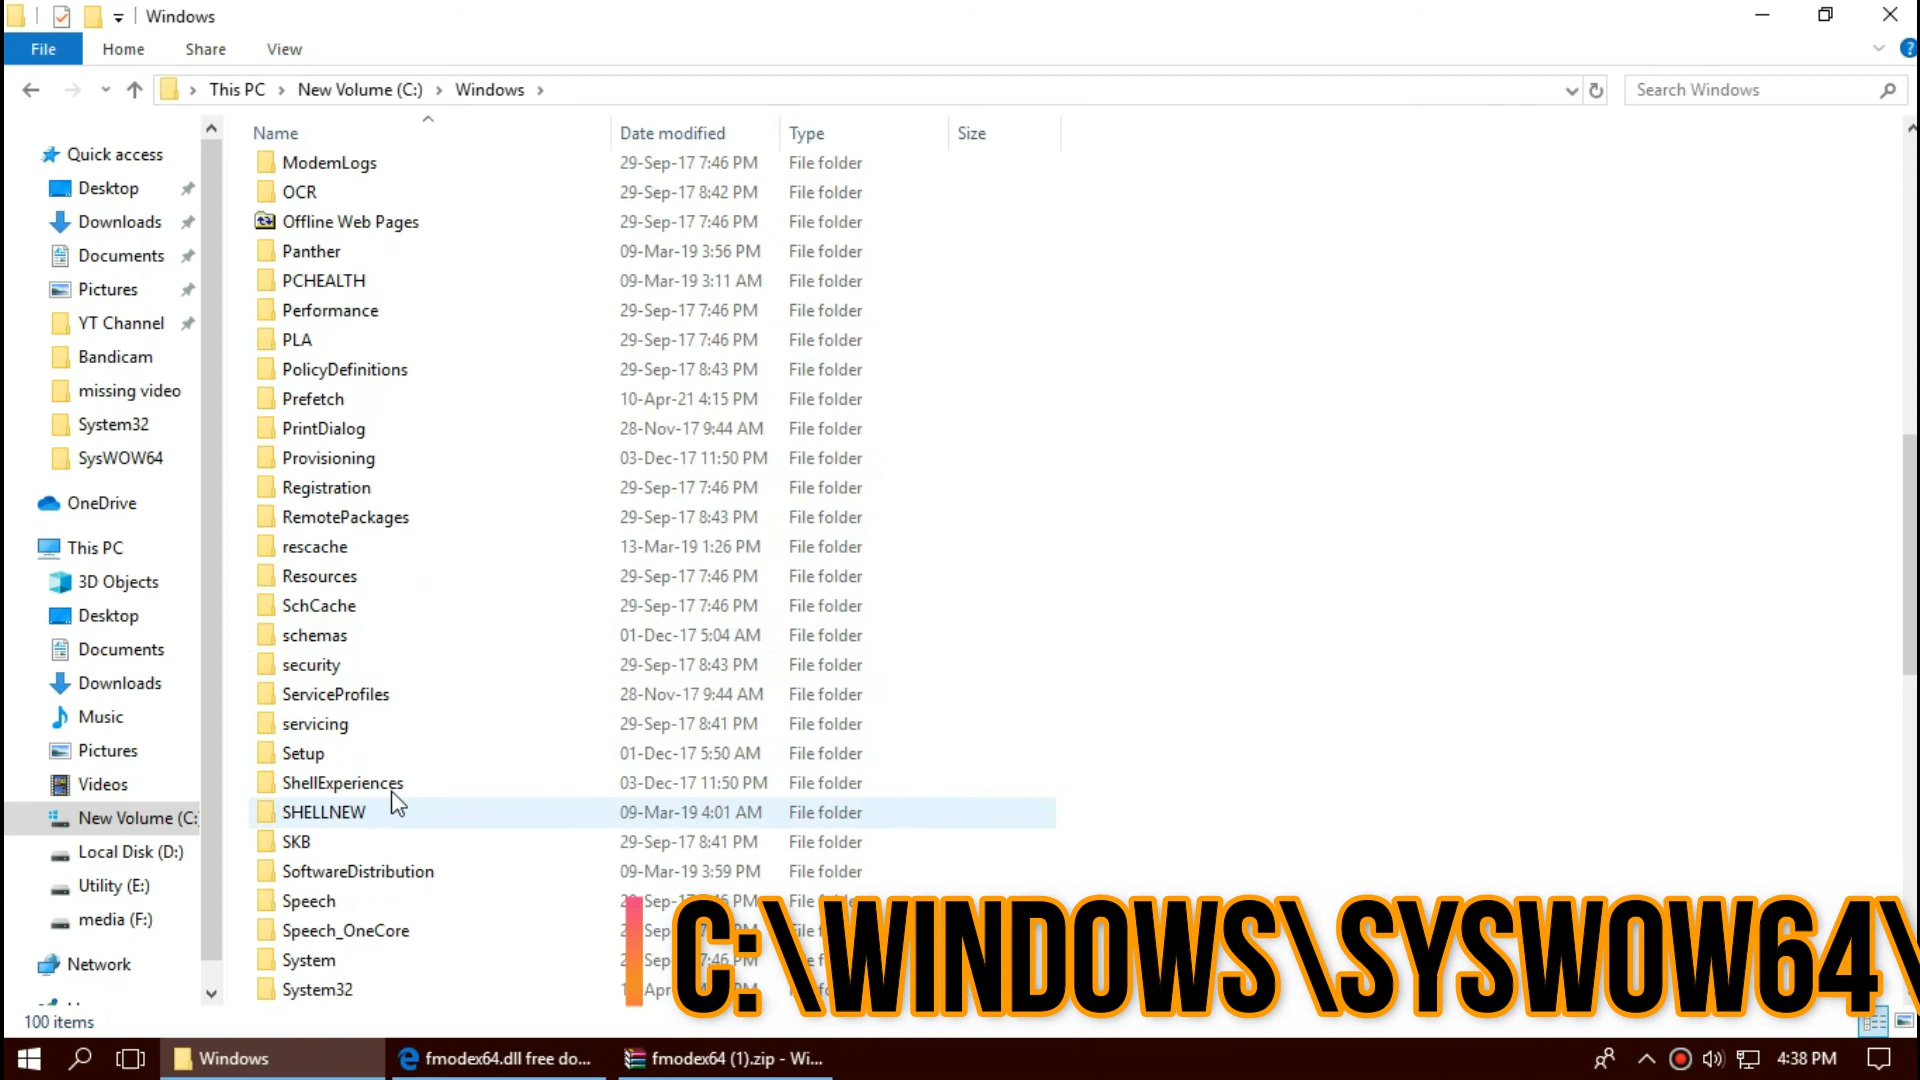 Windows
File Home Share View
This PC New Volume (C:) Windows
Search Windows
Name Date modified Type Size
Quick access
Desktop
Downloads
Documents
Pictures
YT Channel
Bandicam
missing video
System32
SysWOW64
OneDrive
This PC
3D Objects
Desktop
Documents
Downloads
Music
Pictures
Videos
New Volume (C:
Local Disk (D:)
Utility (E:)
media (F:)
Network
ModemLogs 29-Sep-17 7:46 PM File folder
OCR 29-Sep-17 8:42 PM File folder
Offline Web Pages 29-Sep-17 7:46 PM File folder
Panther 09-Mar-19 3:56 PM File folder
PCHEALTH 09-Mar-19 3:11 AM File folder
Performance 29-Sep-17 7:46 PM File folder
PLA 29-Sep-17 7:46 PM File folder
PolicyDefinitions 29-Sep-17 8:43 PM File folder
Prefetch 10-Apr-21 4:15 PM File folder
PrintDialog 28-Nov-17 9:44 AM File folder
Provisioning 03-Dec-17 11:50 PM File folder
Registration 29-Sep-17 7:46 PM File folder
RemotePackages 29-Sep-17 8:43 PM File folder
rescache 13-Mar-19 1:26 PM File folder
Resources 29-Sep-17 7:46 PM File folder
SchCache 29-Sep-17 7:46 PM File folder
schemas 01-Dec-17 5:04 AM File folder
security 29-Sep-17 8:43 PM File folder
ServiceProfiles 28-Nov-17 9:44 AM File folder
servicing 29-Sep-17 8:41 PM File folder
Setup 01-Dec-17 5:50 AM File folder
ShellExperiences 03-Dec-17 11:50 PM File folder
SHELLNEW 09-Mar-19 4:01 AM File folder
SKB 29-Sep-17 8:41 PM File folder
SoftwareDistribution 09-Mar-19 3:59 PM File folder
Speech
Speech_OneCore
System
System32
C:\WINDOWS\SYSWOW64\
100 items
Windows
fmodex64.dll free do...
fmodex64 (1).zip - Wi...
4:38 PM